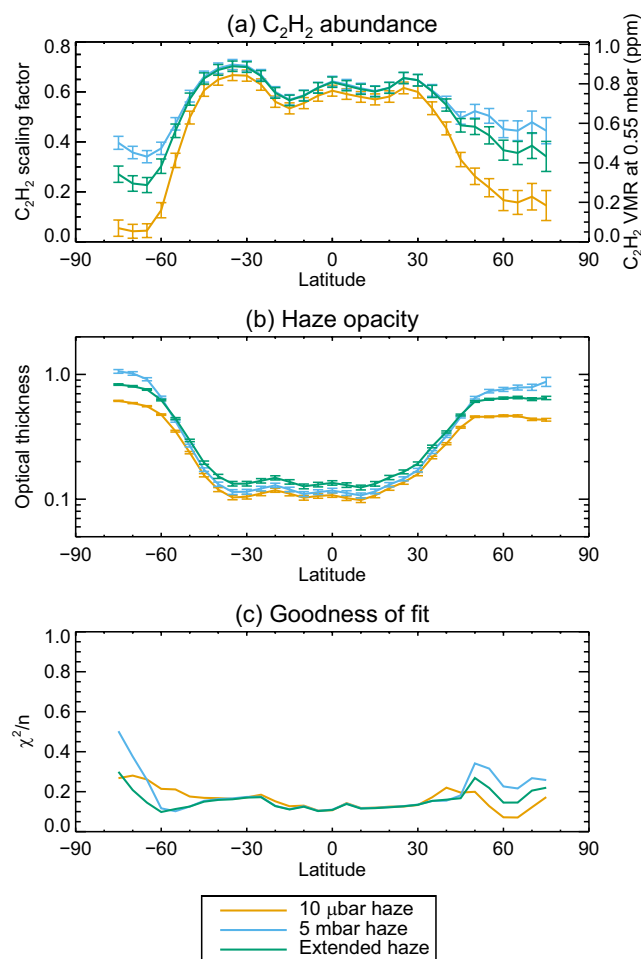 (a) C₂H₂ abundance
C₂H₂ scaling factor
0.8
0.6
0.4
0.2
0.0
1.0
0.8
0.6
0.4
0.2
0.0
C₂H₂ VMR at 0.55 mbar (ppm)
−90 −60 −30 0 30 60 90
Latitude
(b) Haze opacity
Optical thickness
1.0
0.1
−90 −60 −30 0 30 60 90
Latitude
(c) Goodness of fit
χ²/n
1.0
0.8
0.6
0.4
0.2
0.0
−90 −60 −30 0 30 60 90
Latitude
10 μbar haze
5 mbar haze
Extended haze